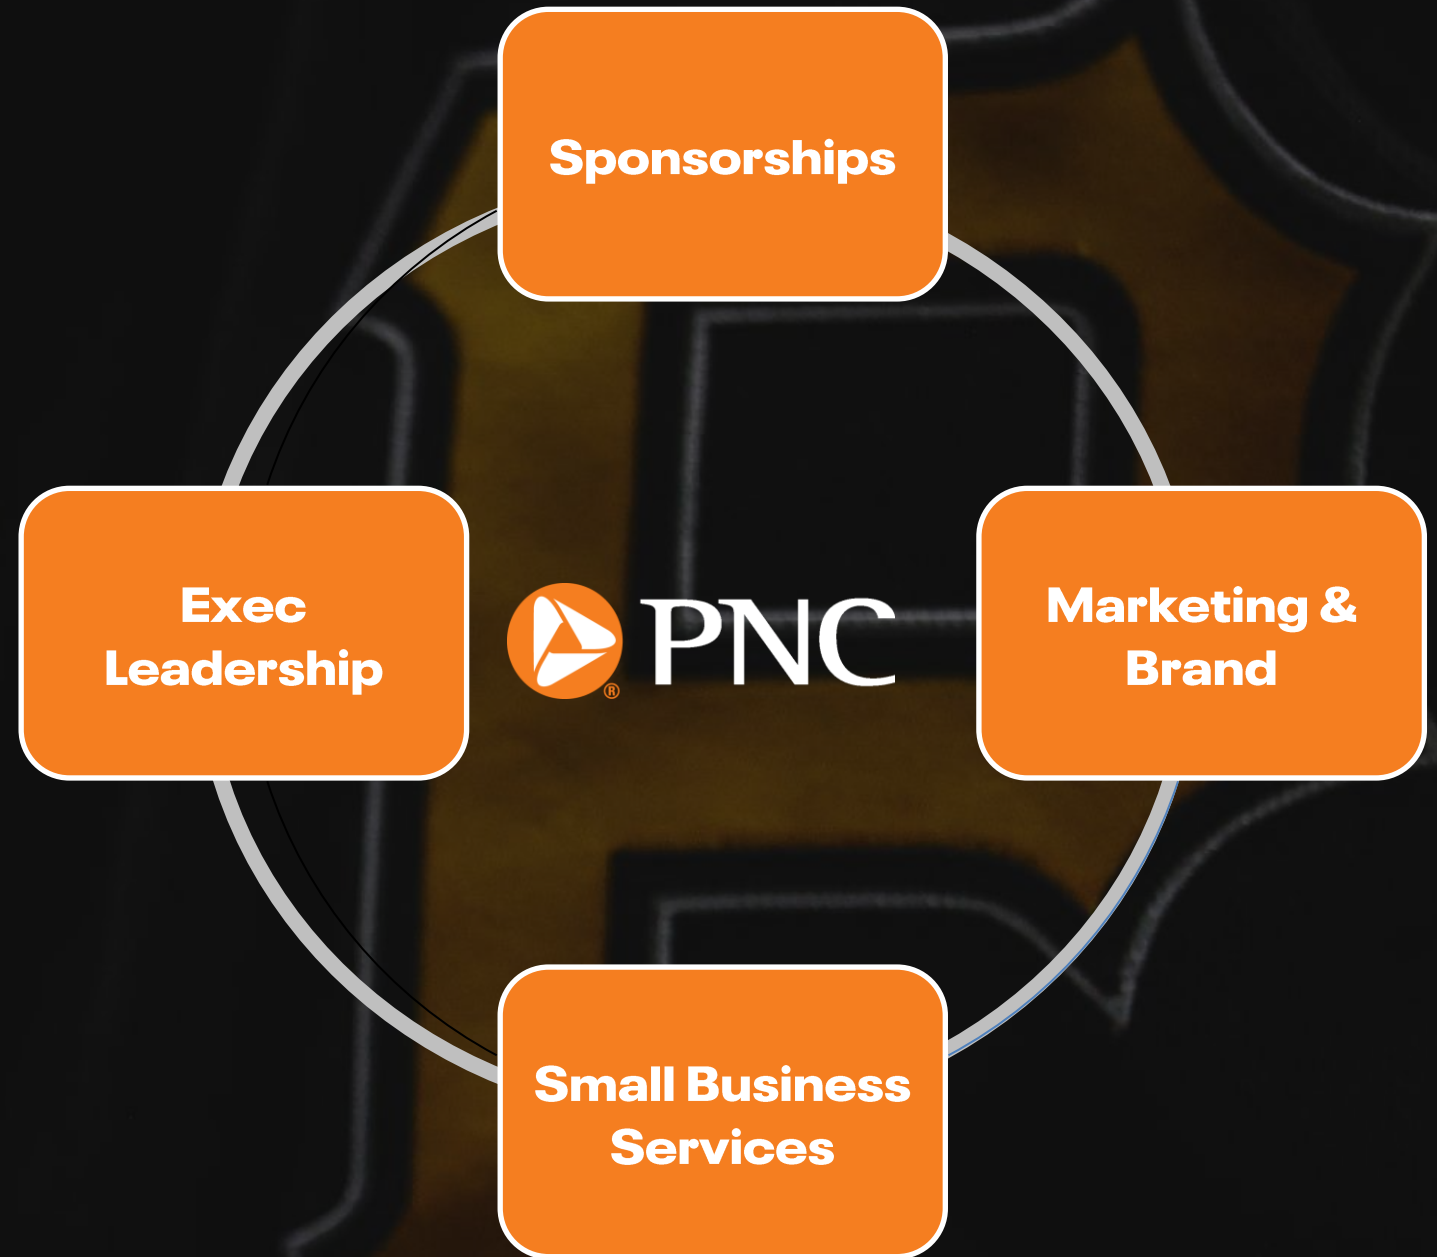 Sponsorships
Exec
Leadership
PNC
®
Marketing &
Brand
Small Business
Services